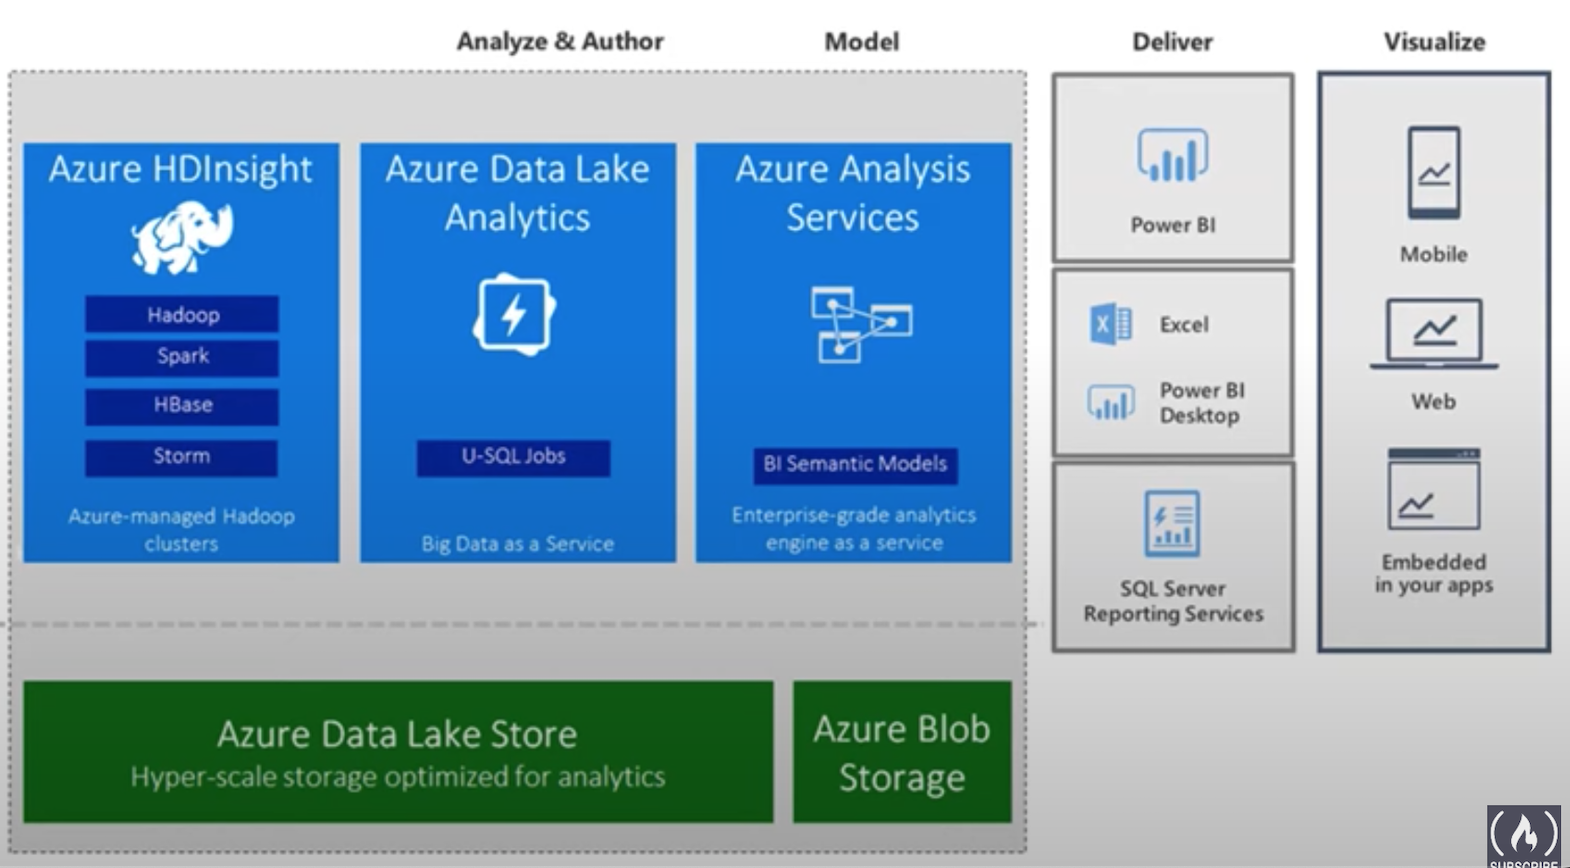 Analyze & Author
Model
Deliver
Visualize
Azure HDInsight
Hadoop
Spark
HBase
Storm
Azure-managed Hadoop
clusters
Azure Data Lake
Analytics
U-SQL Jobs
Big Data as a Service
Azure Analysis
Services
BI Semantic Models
Enterprise-grade analytics
engine as a service
Power BI
Excel
Power BI
Desktop
SQL Server
Reporting Services
Mobile
Web
Embedded
in your apps
Azure Data Lake Store
Hyper-scale storage optimized for analytics
Azure Blob
Storage
SUBSCRIBE